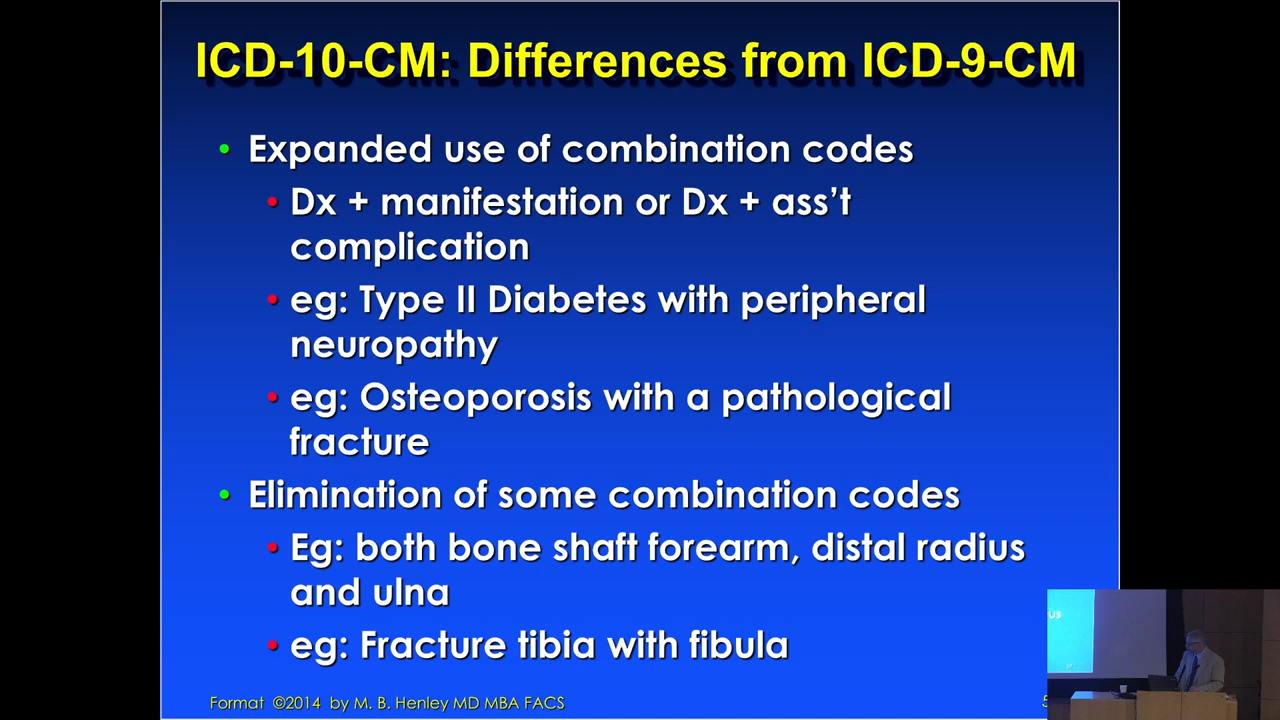 ICD-10-CM: Differences from ICD-9-CM
• Expanded use of combination codes
• Dx + manifestation or Dx + ass’t
complication
• eg: Type II Diabetes with peripheral
neuropathy
• eg: Osteoporosis with a pathological
fracture
• Elimination of some combination codes
• Eg: both bone shaft forearm, distal radius
and ulna
• eg: Fracture tibia with fibula
Format ©2014 by M. B. Henley MD MBA FACS